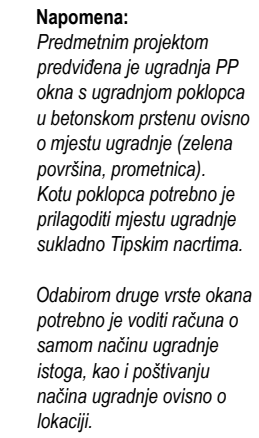 Napomena:
Predmetnim projektom
predviđena je ugradnja PP
okna s ugradnjom poklopca
u betonskom prstenu ovisno
o mjestu ugradnje (zelena
površina, prometnica).
Kotu poklopca potrebno je
prilagoditi mjestu ugradnje
sukladno Tipskim nacrtima.

Odabirom druge vrste okana
potrebno je voditi računa o
samom načinu ugradnje
istoga, kao i poštivanju
načina ugradnje ovisno o
lokaciji.